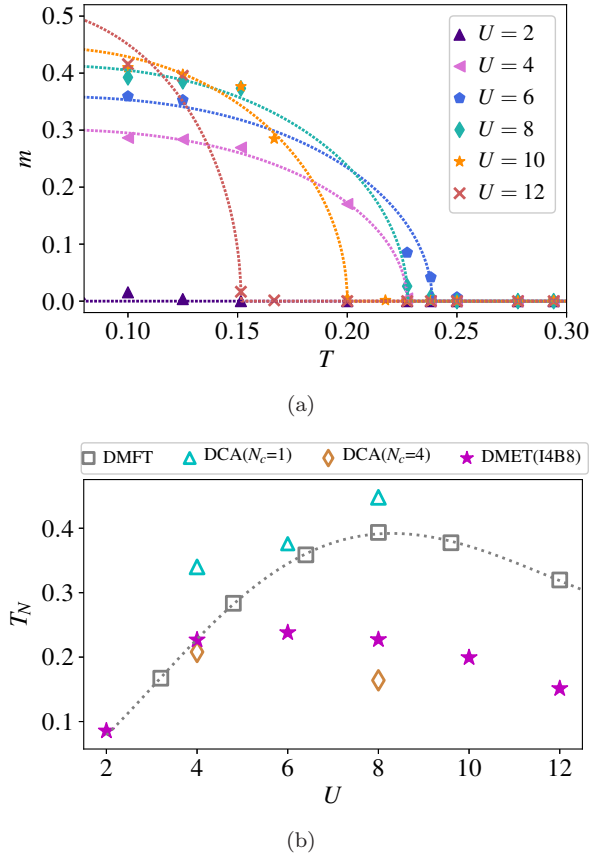 0.5
0.4
0.3
0.2
0.1
0.0
m
U = 2
U = 4
U = 6
U = 8
U = 10
U = 12
0.10 0.15 0.20 0.25 0.30
T
(a)
DMFT DCA(N_c=1) DCA(N_c=4) DMET(I4B8)
0.4
0.3
0.2
0.1
T_N
2 4 6 8 10 12
U
(b)